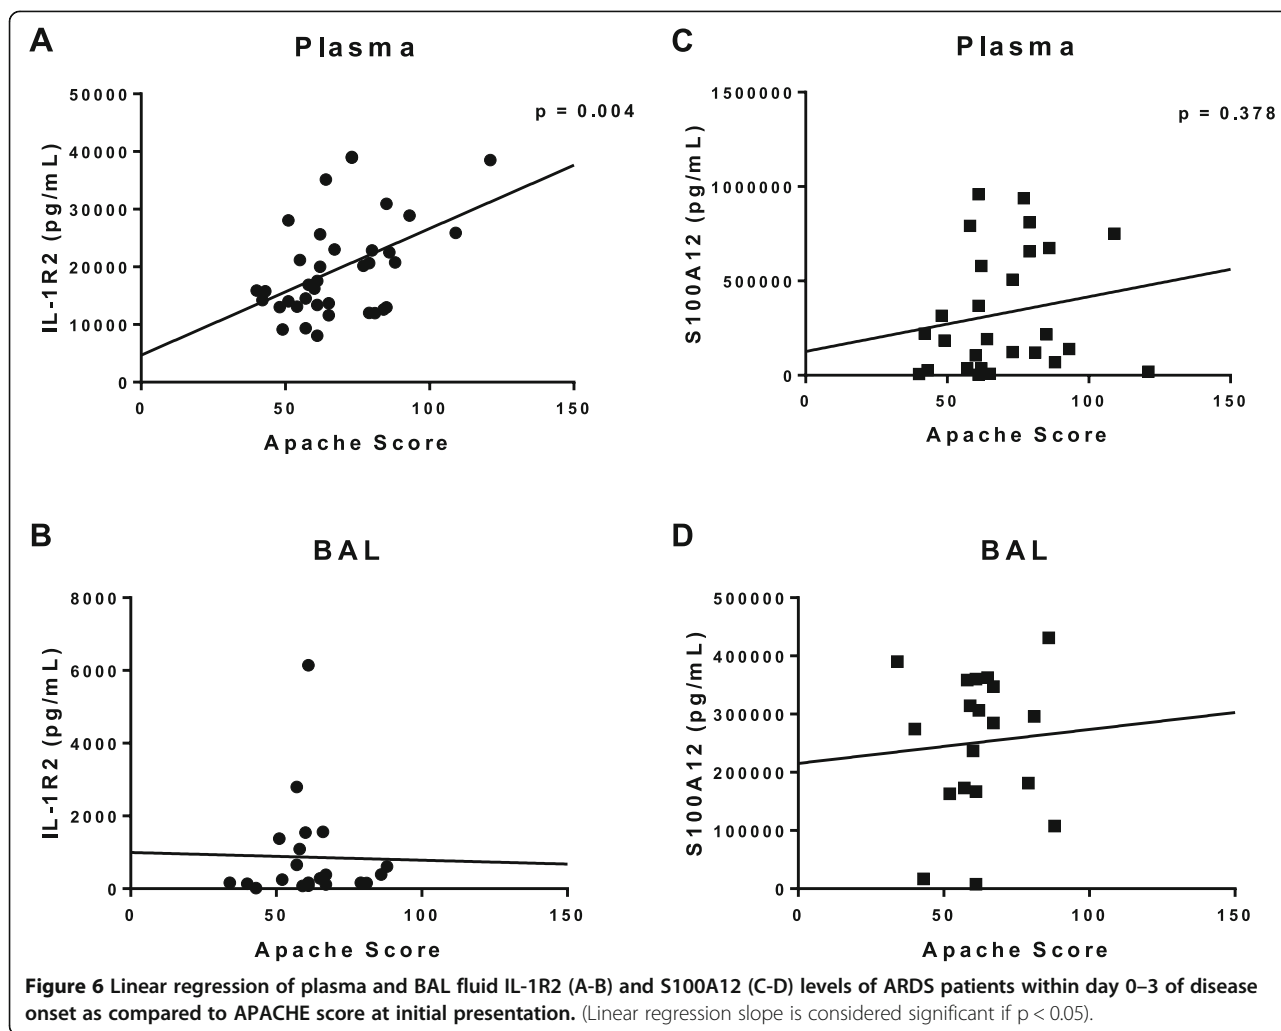 A
Plasma
p = 0.004
IL-1R2 (pg/mL)
50000
40000
30000
20000
10000
0
0 50 100 150
Apache Score
C
Plasma
p = 0.378
S100A12 (pg/mL)
1500000
1000000
500000
0
0 50 100 150
Apache Score
B
BAL
IL-1R2 (pg/mL)
8000
6000
4000
2000
0
0 50 100 150
Apache Score
D
BAL
S100A12 (pg/mL)
500000
400000
300000
200000
100000
0
0 50 100 150
Apache Score
Figure 6 Linear regression of plasma and BAL fluid IL-1R2 (A-B) and S100A12 (C-D) levels of ARDS patients within day 0–3 of disease
onset as compared to APACHE score at initial presentation. (Linear regression slope is considered significant if p < 0.05).